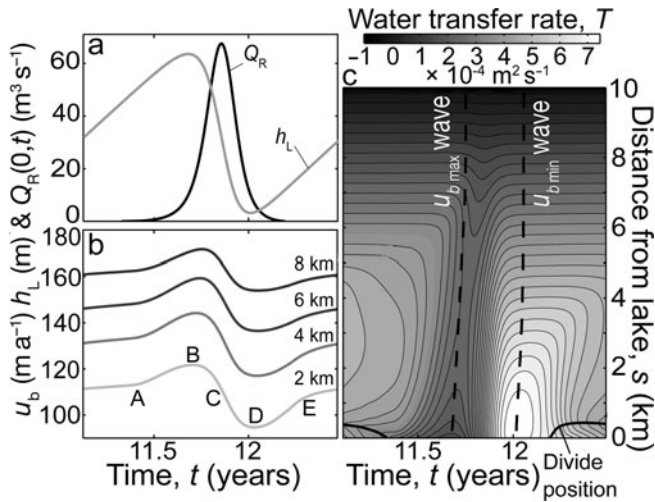 Water transfer rate, T
−1 0 1 2 3 4 5 6 7
× 10⁻⁴ m² s⁻¹
a
Q_R
h_L
60
40
20
0
b
180
160
140
120
100
8 km
6 km
4 km
2 km
A B C D E
u_b (m a⁻¹) h_L (m) & Q_R(0,t) (m³ s⁻¹)
11.5 12
Time, t (years)
c
u_b max wave
u_b min wave
10
8
6
4
2
0
Distance from lake, s (km)
11.5 12
Time, t (years)
Divide
position